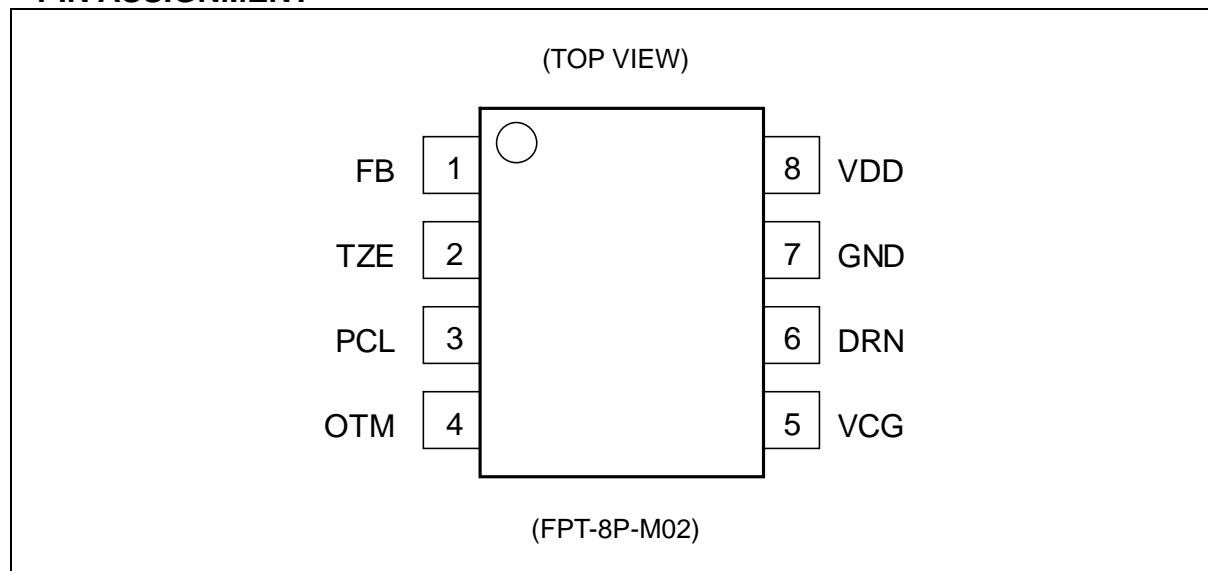 PIN ASSIGNMENT
(TOP VIEW)
FB 1 8 VDD
TZE 2 7 GND
PCL 3 6 DRN
OTM 4 5 VCG
(FPT-8P-M02)